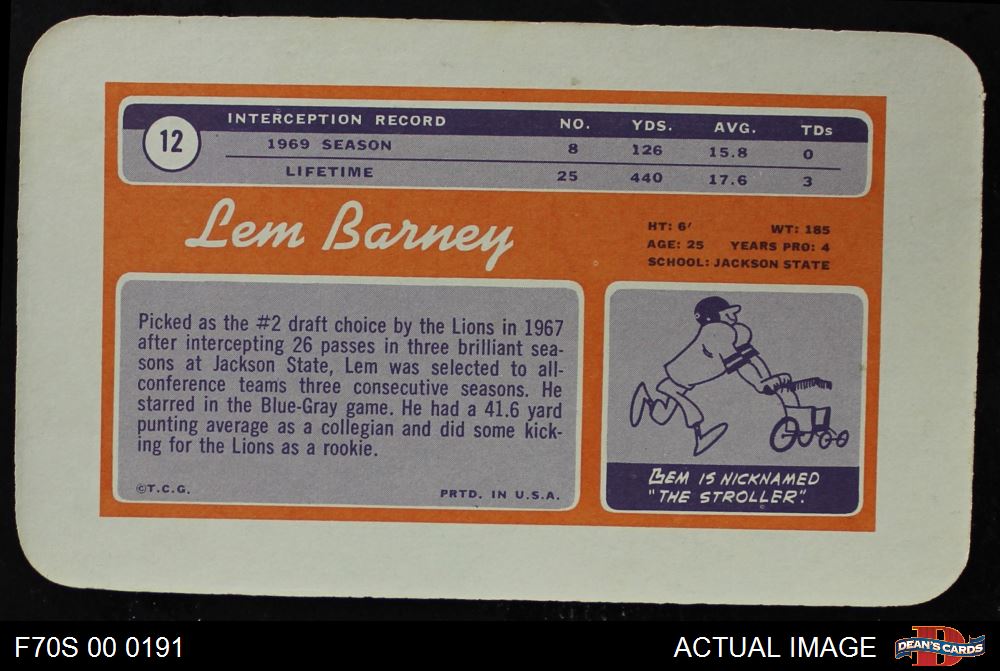 12
INTERCEPTION RECORD NO. YDS. AVG. TDs
1969 SEASON 8 126 15.8 0
LIFETIME 25 440 17.6 3
Lem Barney
HT: 6' WT: 185
AGE: 25 YEARS PRO: 4
SCHOOL: JACKSON STATE
Picked as the #2 draft choice by the Lions in 1967
after intercepting 26 passes in three brilliant sea-
sons at Jackson State, Lem was selected to all-
conference teams three consecutive seasons. He
starred in the Blue-Gray game. He had a 41.6 yard
punting average as a collegian and did some kick-
ing for the Lions as a rookie.
©T.C.G. PRTD. IN U.S.A.
LEM IS NICKNAMED
"THE STROLLER".
F70S 00 0191
ACTUAL IMAGE
D
DEAN'S CARDS